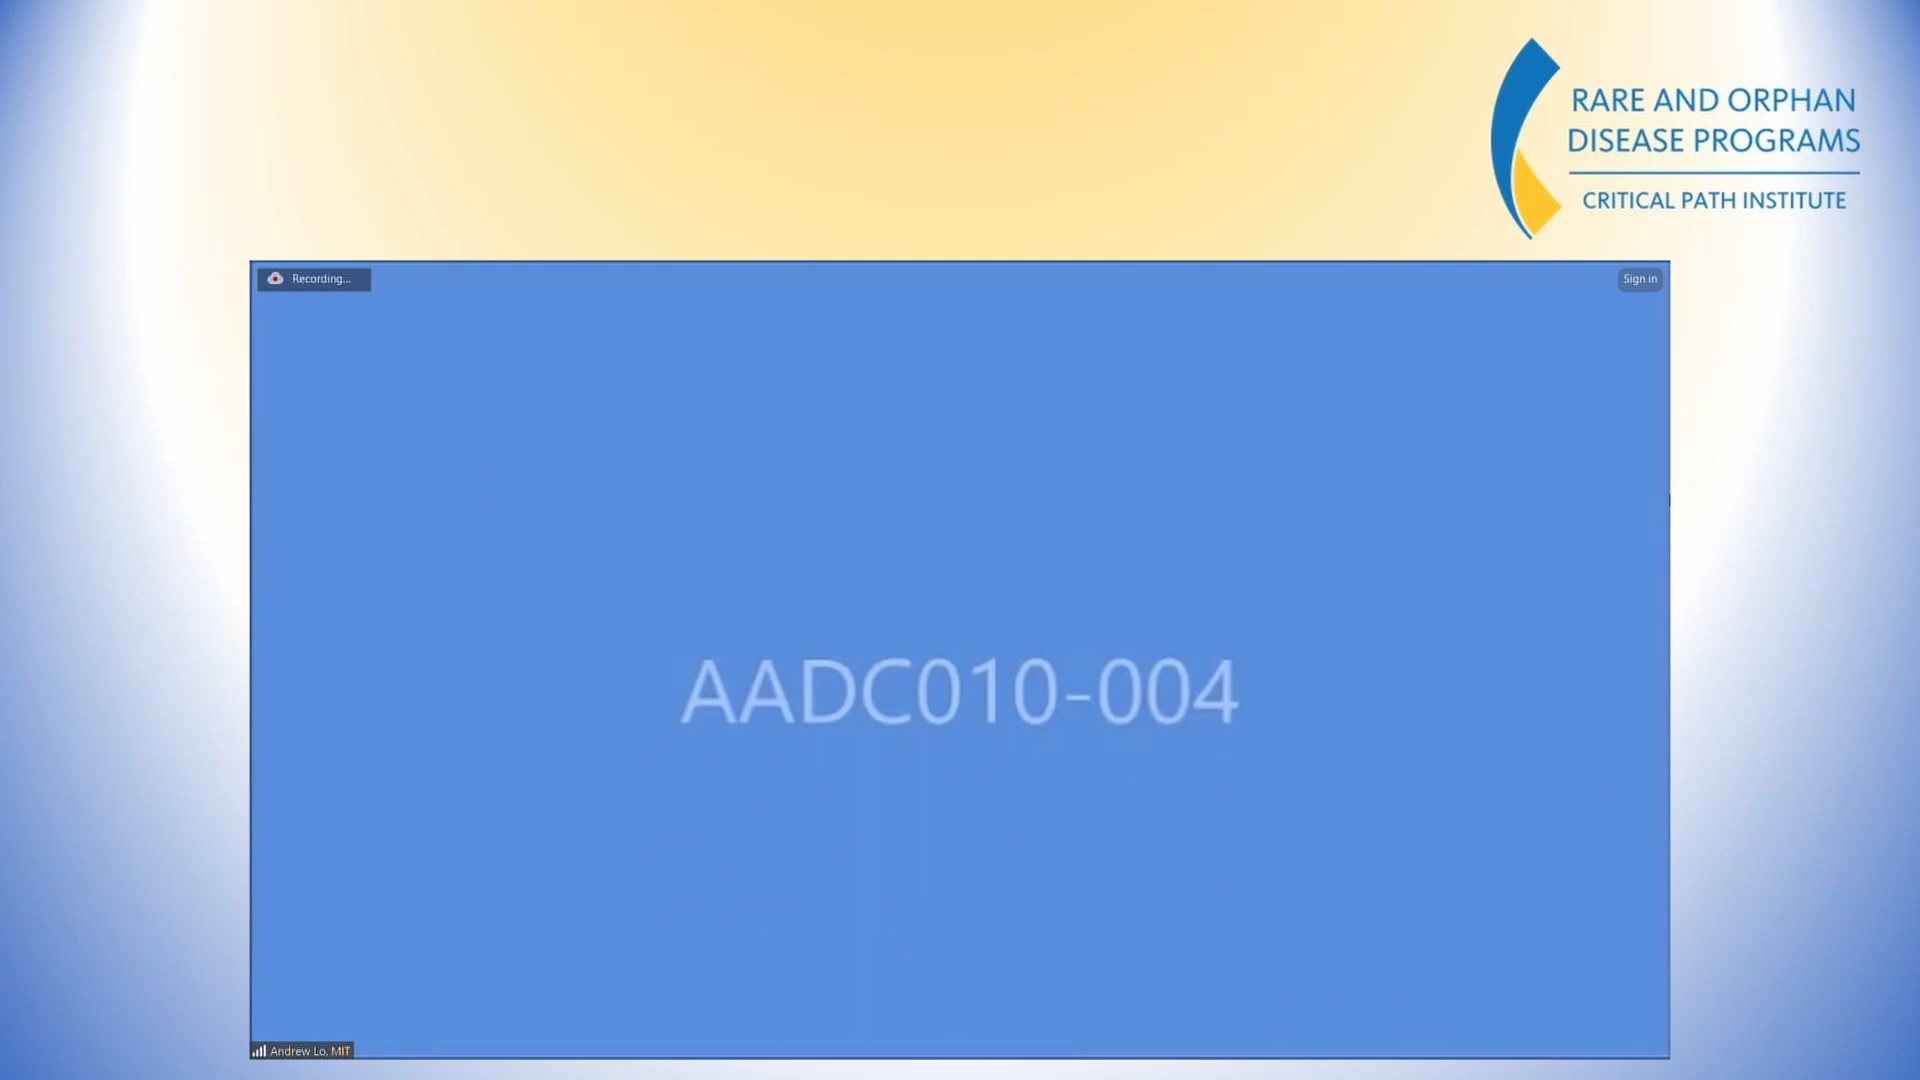 RARE AND ORPHAN
DISEASE PROGRAMS
CRITICAL PATH INSTITUTE
Recording...
Sign in
AADC010-004
Andrew Lo, MIT